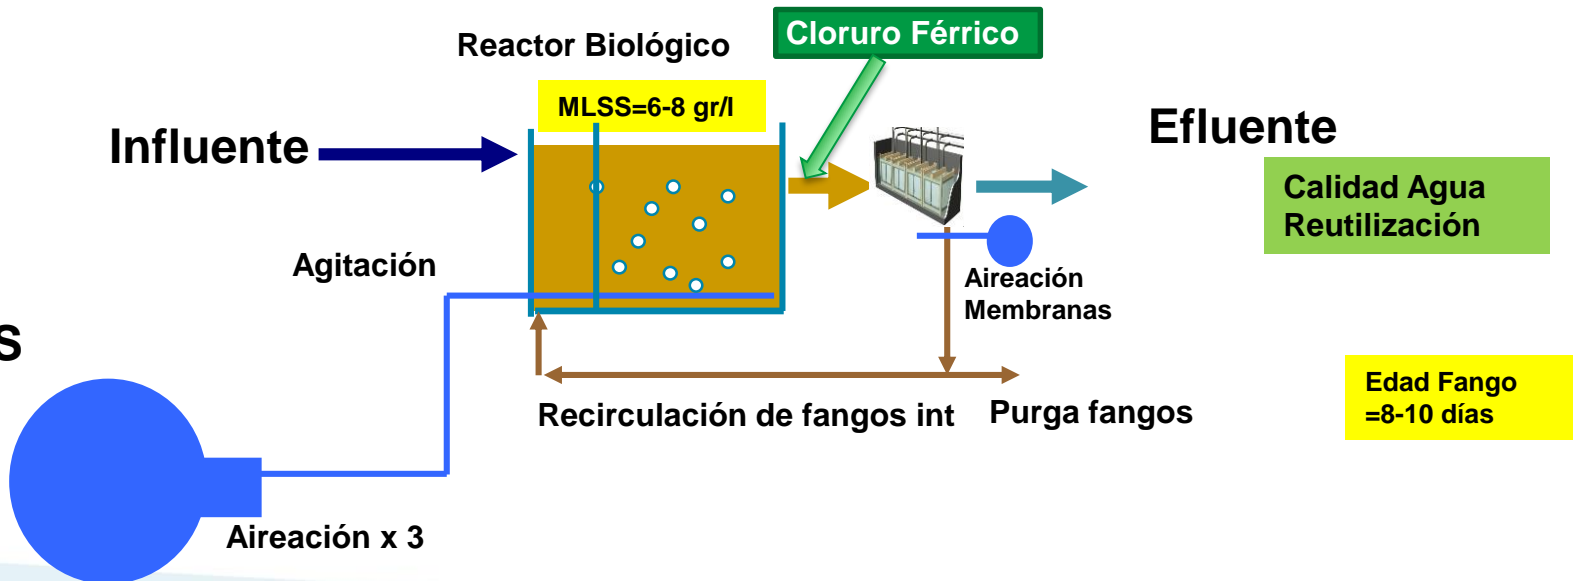 Cloruro Férrico
Reactor Biológico
MLSS=6-8 gr/l
Influente
Efluente
Calidad Agua
Reutilización
Agitación
Aireación
Membranas
S
Edad Fango
=8-10 días
Recirculación de fangos int
Purga fangos
Aireación x 3